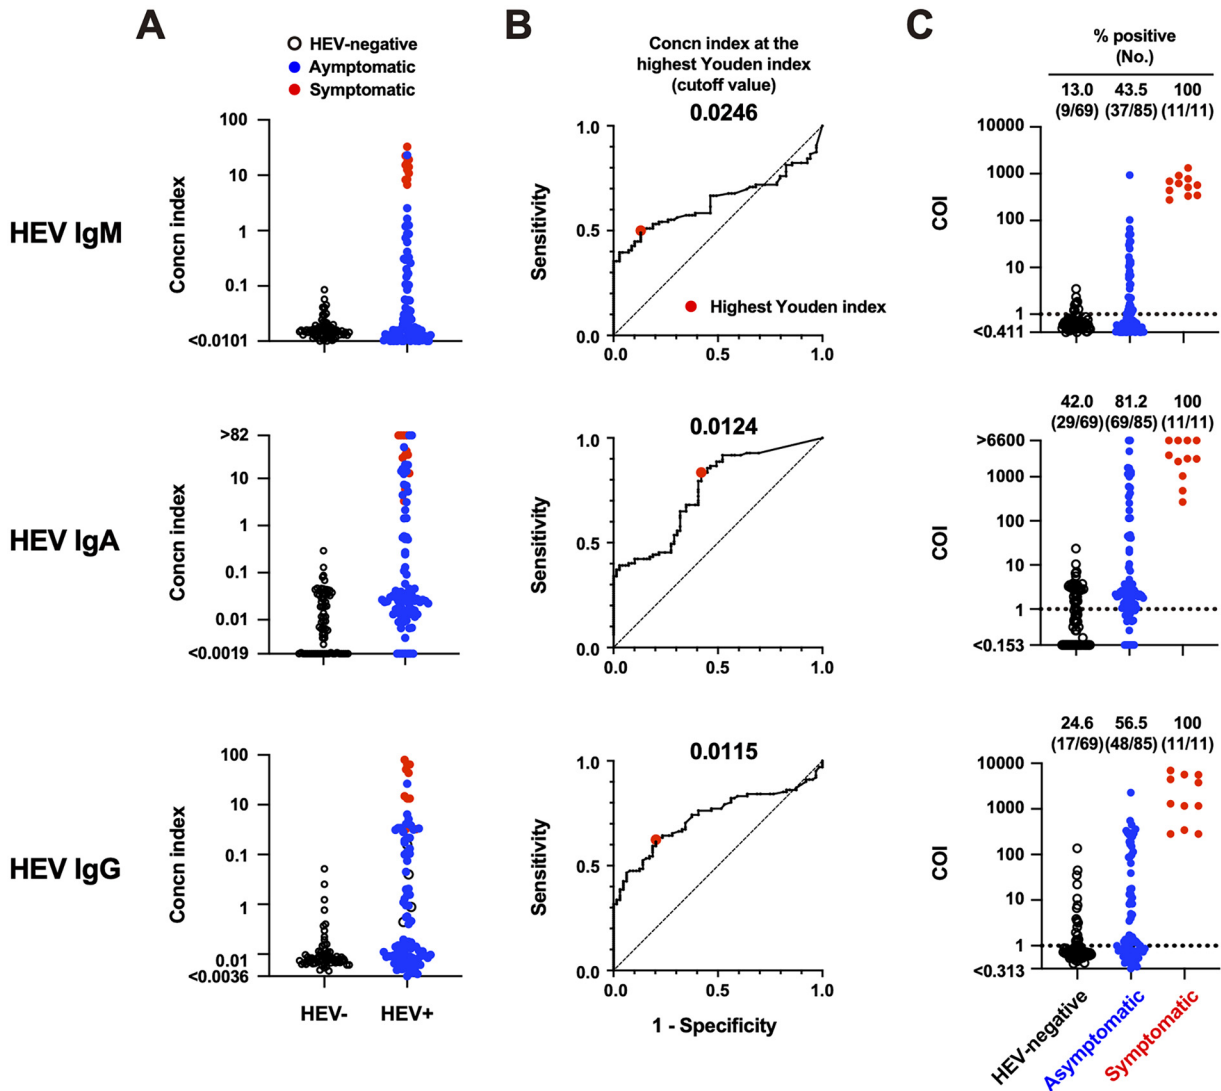 A
B
C
HEV-negative
Aymptomatic
Symptomatic
Concn index at the
highest Youden index
(cutoff value)
% positive
(No.)
HEV IgM
Concn index
100
10
1
0.1
<0.0101
0.0246
Sensitivity
1.0
0.5
0.0
0.0 0.5 1.0
Highest Youden index
13.0 43.5 100
(9/69) (37/85) (11/11)
COI
10000
1000
100
10
1
<0.411
HEV IgA
Concn index
>82
10
1
0.1
0.01
<0.0019
0.0124
Sensitivity
1.0
0.5
0.0
0.0 0.5 1.0
42.0 81.2 100
(29/69) (69/85) (11/11)
COI
>6600
1000
100
10
1
<0.153
HEV IgG
Concn index
100
10
0.1
1
0.01
<0.0036
HEV- HEV+
0.0115
Sensitivity
1.0
0.5
0.0
0.0 0.5 1.0
1 - Specificity
24.6 56.5 100
(17/69) (48/85) (11/11)
COI
10000
1000
100
10
1
<0.313
HEV-negative
Asymptomatic
Symptomatic